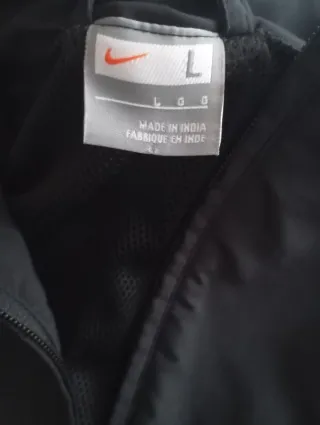 L
L G G
MADE IN INDIA
FABRIQUE EN INDE